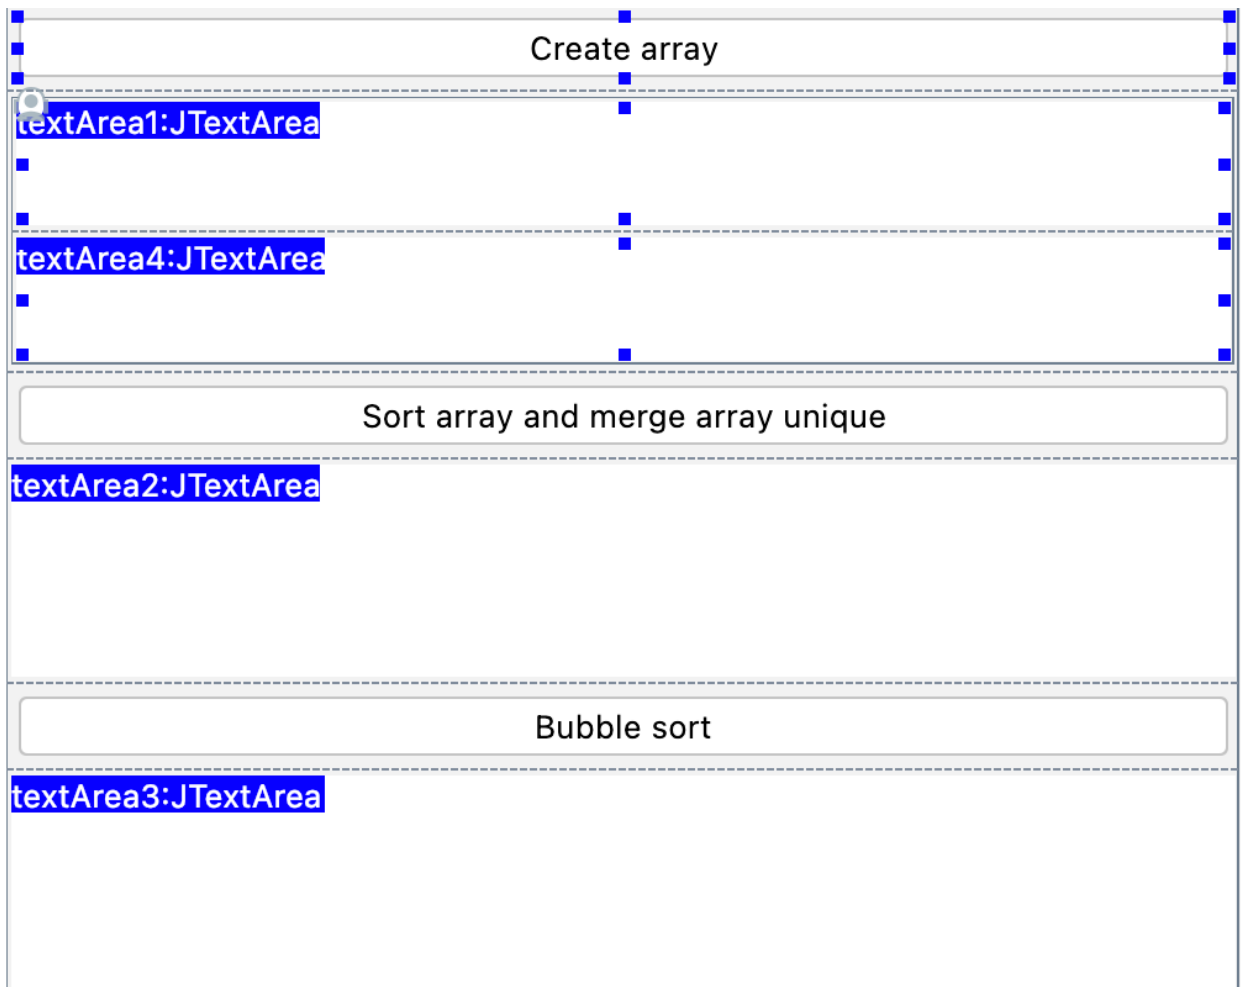 Create array
textArea1:JTextArea
textArea4:JTextArea
Sort array and merge array unique
textArea2:JTextArea
Bubble sort
textArea3:JTextArea